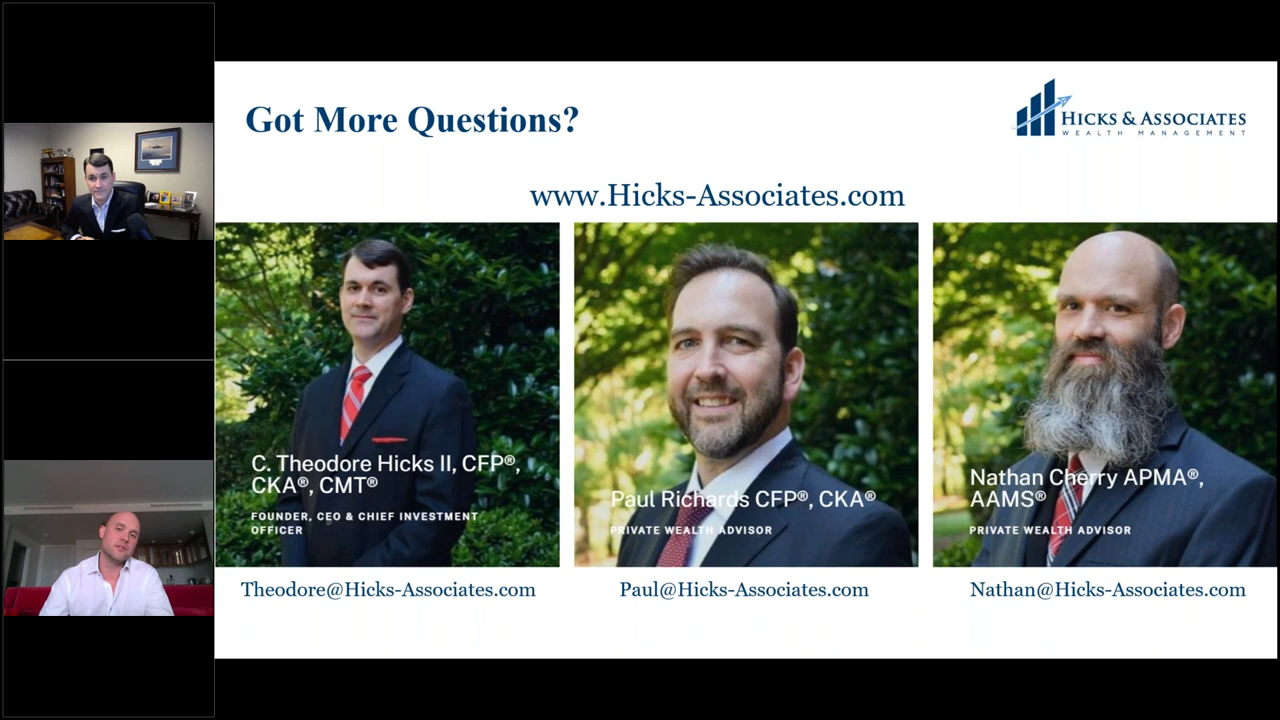 Got More Questions?
HICKS & ASSOCIATES
WEALTH MANAGEMENT
www.Hicks-Associates.com
C. Theodore Hicks II, CFP®,
CKA®, CMT®
FOUNDER, CEO & CHIEF INVESTMENT
OFFICER
Paul Richards CFP®, CKA®
PRIVATE WEALTH ADVISOR
Nathan Cherry APMA®,
AAMS®
PRIVATE WEALTH ADVISOR
Theodore@Hicks-Associates.com
Paul@Hicks-Associates.com
Nathan@Hicks-Associates.com